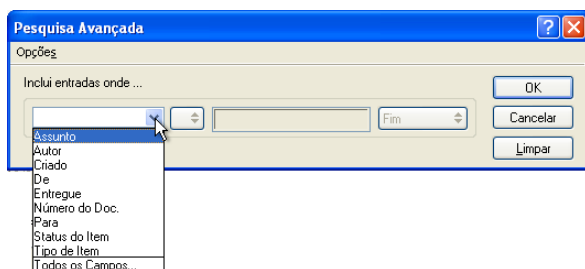 Pesquisa Avançada
Opções
Inclui entradas onde ...
OK
Fim
Cancelar
Limpar
Assunto
Autor
Criado
De
Entregue
Número do Doc.
Para
Status do Item
Tipo de Item
Todos os Campos...